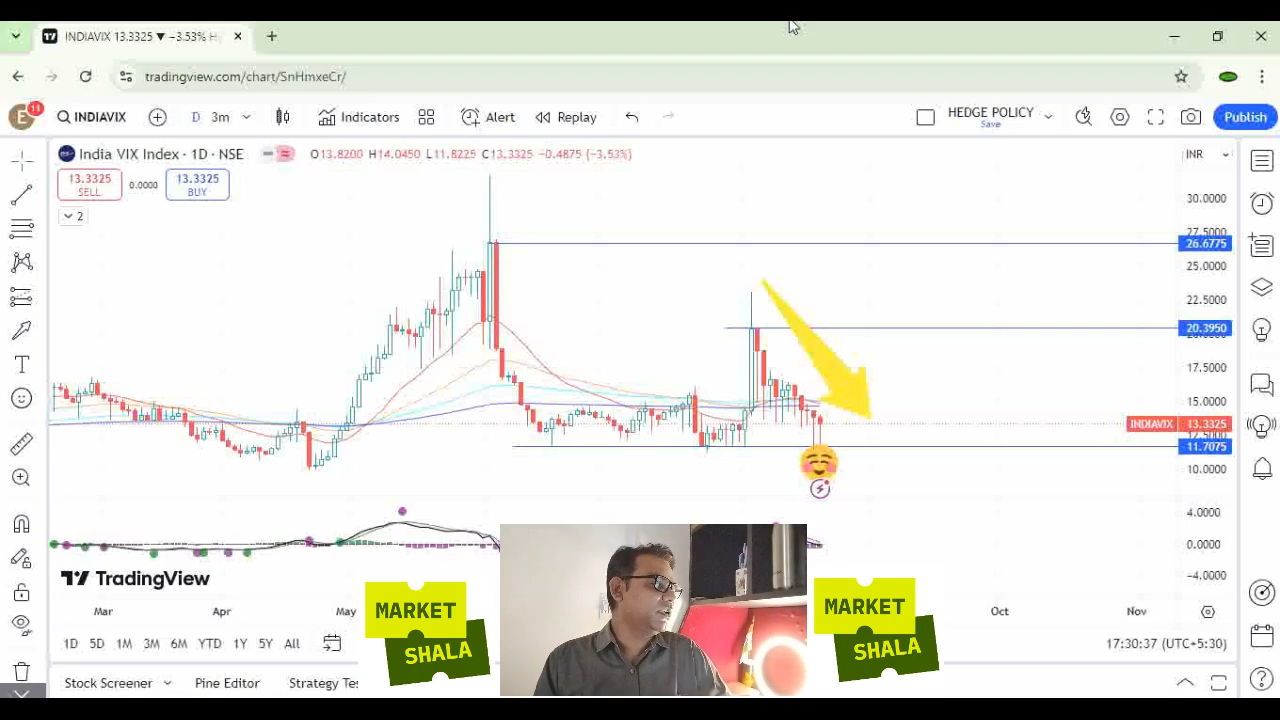 INDIAVIX 13.3325 ▼ −3.53% H
tradingview.com/chart/SnHmxeCr/
E
11
INDIAVIX
D
3m
Indicators
Alert
Replay
HEDGE POLICY
Save
Publish
India VIX Index · 1D · NSE
O13.8200 H14.0450 L11.8225 C13.3325 −0.4875 (−3.53%)
INR
13.3325
SELL
0.0000
13.3325
BUY
2
30.0000
27.5000
26.6775
25.0000
22.5000
20.3950
17.5000
15.0000
INDIAVIX 13.3325
12.5000
11.7075
10.0000
4.0000
0.0000
−4.0000
TradingView
Mar
Apr
May
Oct
Nov
MARKET
SHALA
MARKET
SHALA
1D 5D 1M 3M 6M YTD 1Y 5Y All
17:30:37 (UTC+5:30)
Stock Screener
Pine Editor
Strategy Tes